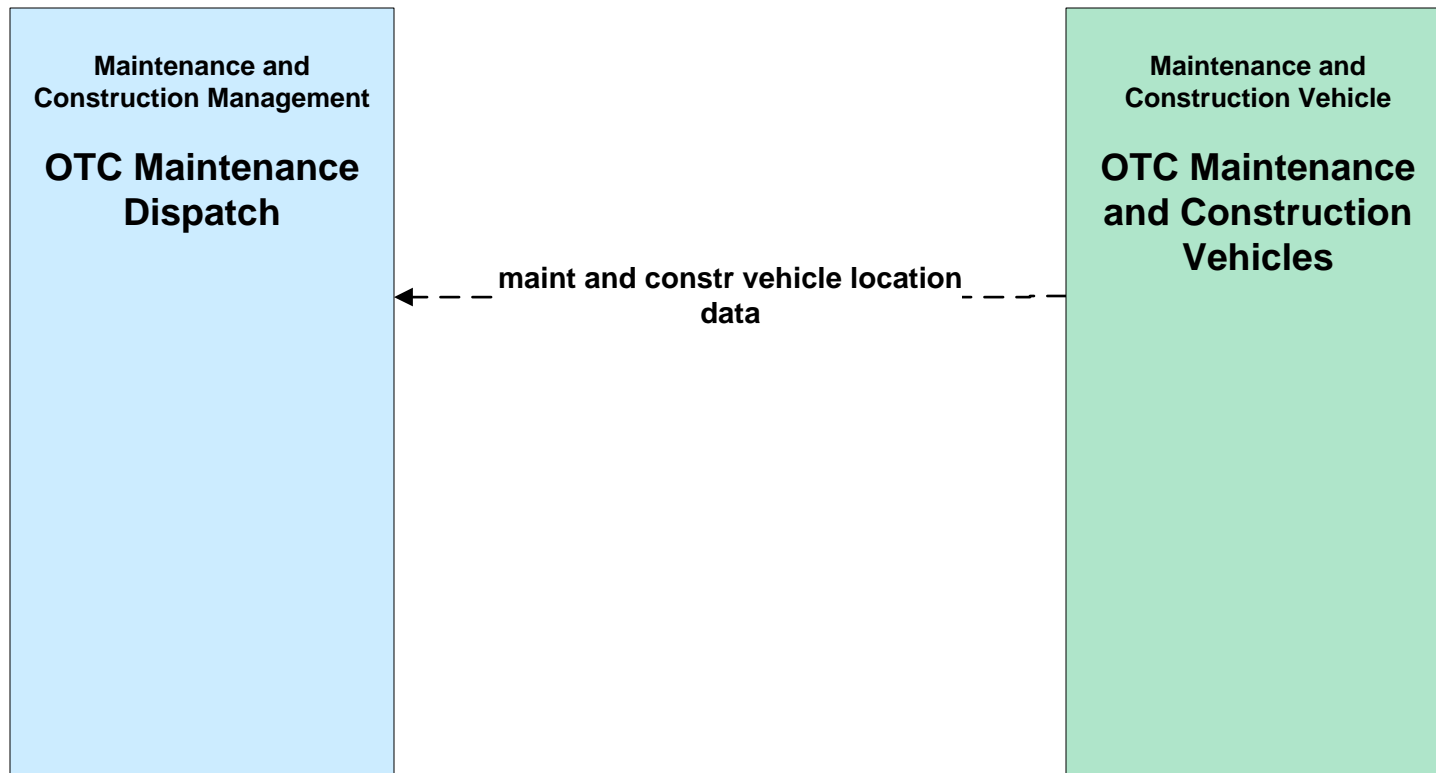 Maintenance and
Construction Management
OTC Maintenance
Dispatch
maint and constr vehicle location
data
Maintenance and
Construction Vehicle
OTC Maintenance
and Construction
Vehicles